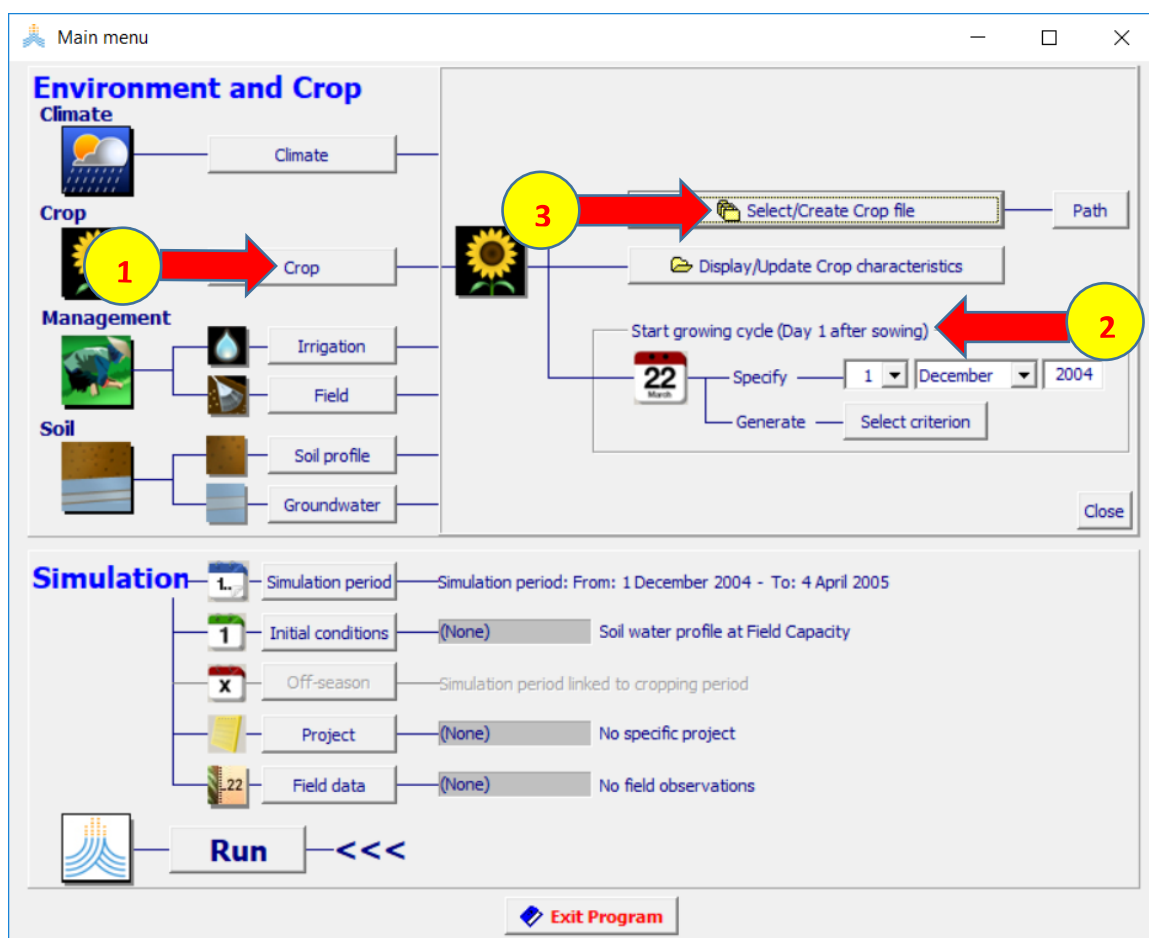 Main menu
Environment and Crop
Climate
Climate
Crop
1
Crop
3
Select/Create Crop file
Path
Display/Update Crop characteristics
Management
Irrigation
Field
Start growing cycle (Day 1 after sowing)
2
22
March
Specify
1
December
2004
Generate
Select criterion
Soil
Soil profile
Groundwater
Close
Simulation
1..
Simulation period
Simulation period: From: 1 December 2004 - To: 4 April 2005
1
Initial conditions
(None)
Soil water profile at Field Capacity
X
Off-season
Simulation period linked to cropping period
Project
(None)
No specific project
..22
Field data
(None)
No field observations
Run
<<<
Exit Program